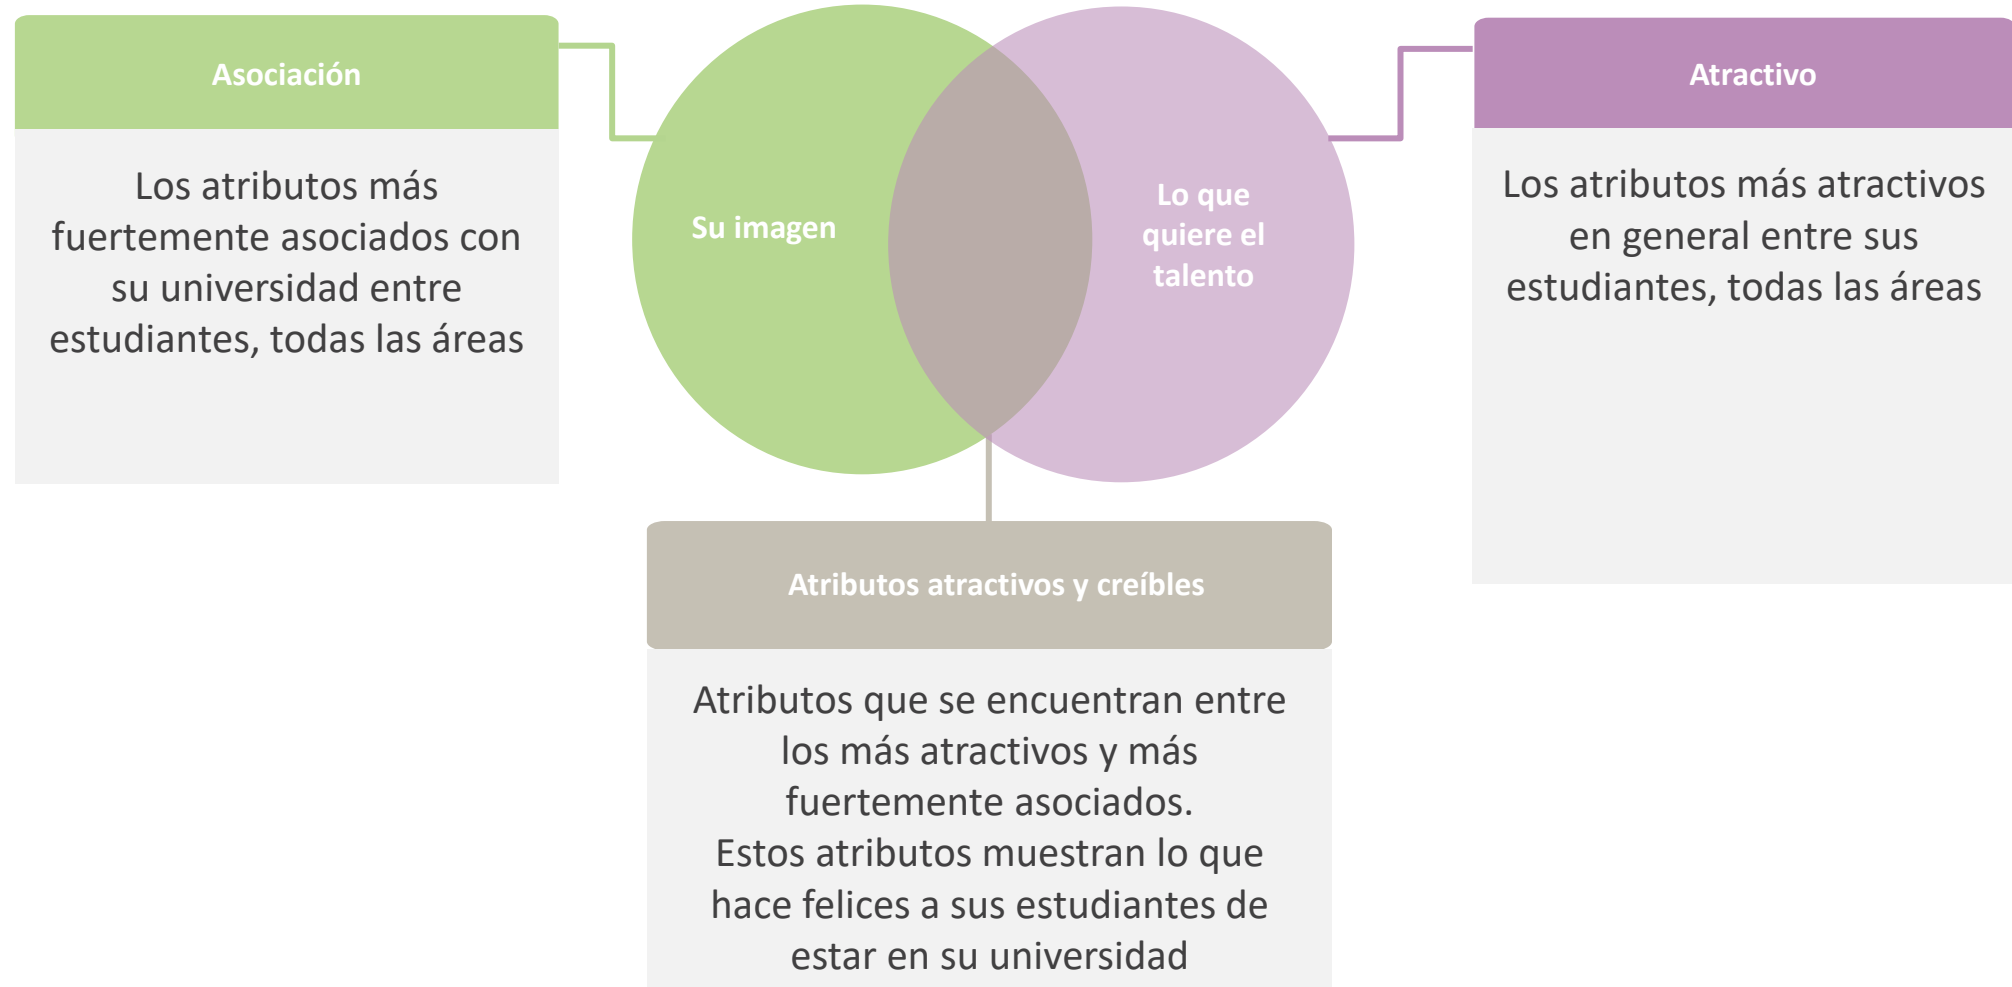 Asociación
Los atributos más
fuertemente asociados con
su universidad entre
estudiantes, todas las áreas
Su imagen
Lo que
quiere el
talento
Atractivo
Los atributos más atractivos
en general entre sus
estudiantes, todas las áreas
Atributos atractivos y creíbles
Atributos que se encuentran entre
los más atractivos y más
fuertemente asociados.
Estos atributos muestran lo que
hace felices a sus estudiantes de
estar en su universidad